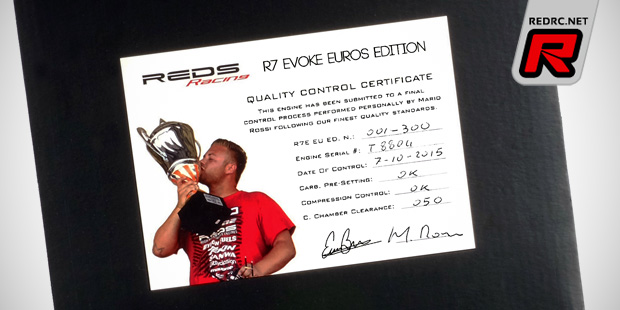 REDRC.NET
REDS
Racing
R7 EVOKE EUROS EDITION
QUALITY CONTROL CERTIFICATE
THIS ENGINE HAS BEEN SUBMITTED TO A FINAL
CONTROL PROCESS PERFORMED PERSONALLY BY MARIO
ROSSI FOLLOWING OUR FINEST QUALITY STANDARDS.
R7E EU ED. N.: 001-300
ENGINE SERIAL #: T8804
DATE OF CONTROL: 7-10-2015
CARB. PRE-SETTING: OK
COMPRESSION CONTROL: OK
C. CHAMBER CLEARANCE: 050
M. Rossi
REDS